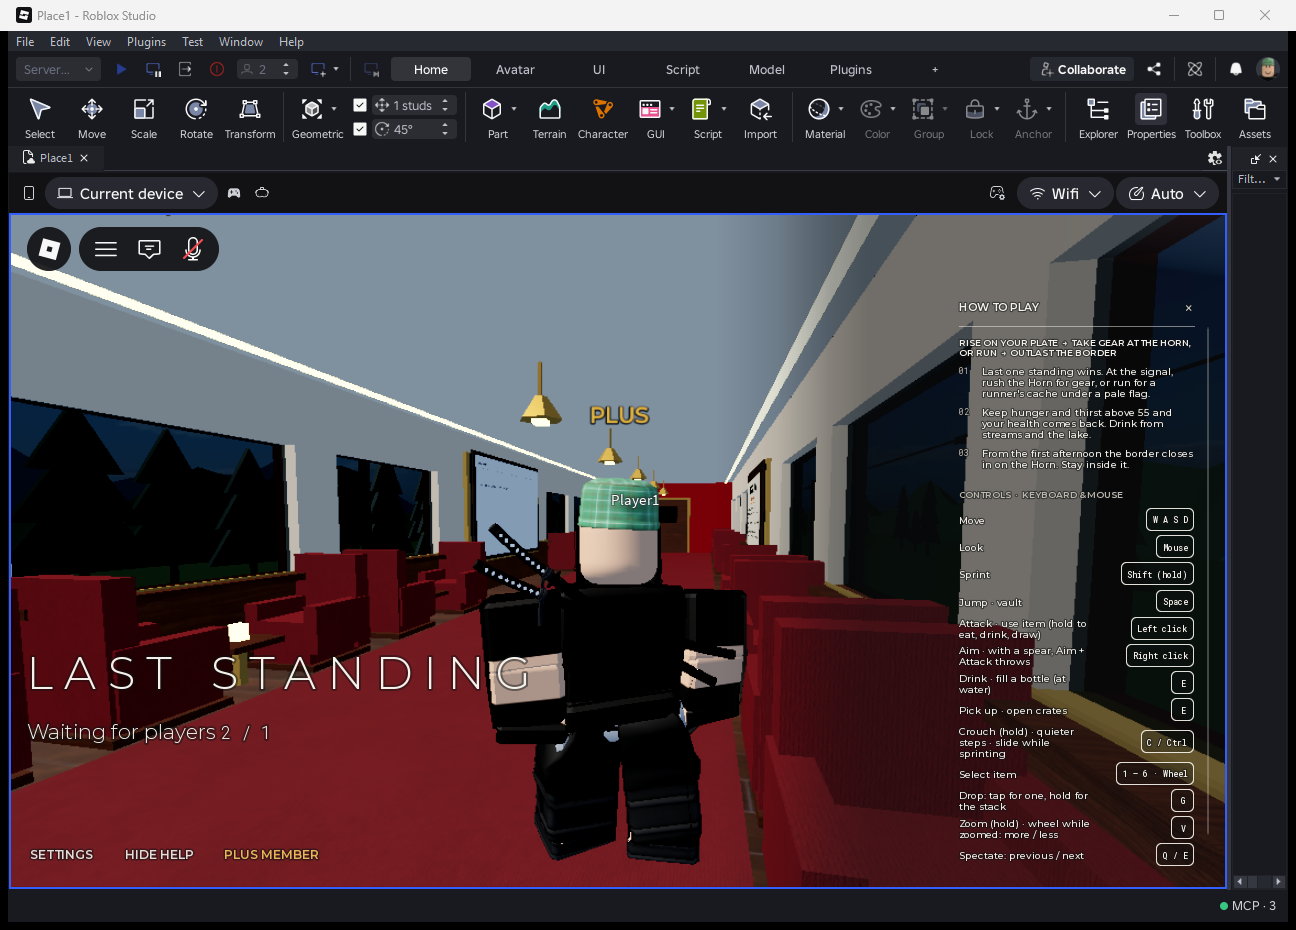 Place1 - Roblox Studio
File Edit View Plugins Test Window Help
Server... 2 Home Avatar UI Script Model Plugins + Collaborate
1 studs
45°
Select Move Scale Rotate Transform Geometric Part Terrain Character GUI Script Import Material Color Group Lock Anchor Explorer Properties Toolbox Assets
Place1
Filt...
Current device Wifi Auto
HOW TO PLAY ×
RISE ON YOUR PLATE → TAKE GEAR AT THE HORN,
OR RUN → OUTLAST THE BORDER
01 Last one standing wins. At the signal,
rush the Horn for gear, or run for a
runner's cache under a pale flag.
02 Keep hunger and thirst above 55 and
your health comes back. Drink from
streams and the lake.
03 From the first afternoon the border closes
in on the Horn. Stay inside it.
CONTROLS · KEYBOARD & MOUSE
Move W A S D
Look Mouse
Sprint Shift (hold)
Jump · vault Space
Attack · use item (hold to
eat, drink, draw) Left click
Aim · with a spear, Aim +
Attack throws Right click
Drink · fill a bottle (at
water) E
Pick up · open crates E
Crouch (hold) · quieter
steps · slide while
sprinting C / Ctrl
Select item 1 – 6 · Wheel
Drop: tap for one, hold for
the stack G
Zoom (hold) · wheel while
zoomed: more / less V
Spectate: previous / next Q / E
PLUS
Player1
LAST STANDING
Waiting for players 2 / 1
SETTINGS HIDE HELP PLUS MEMBER
MCP · 3